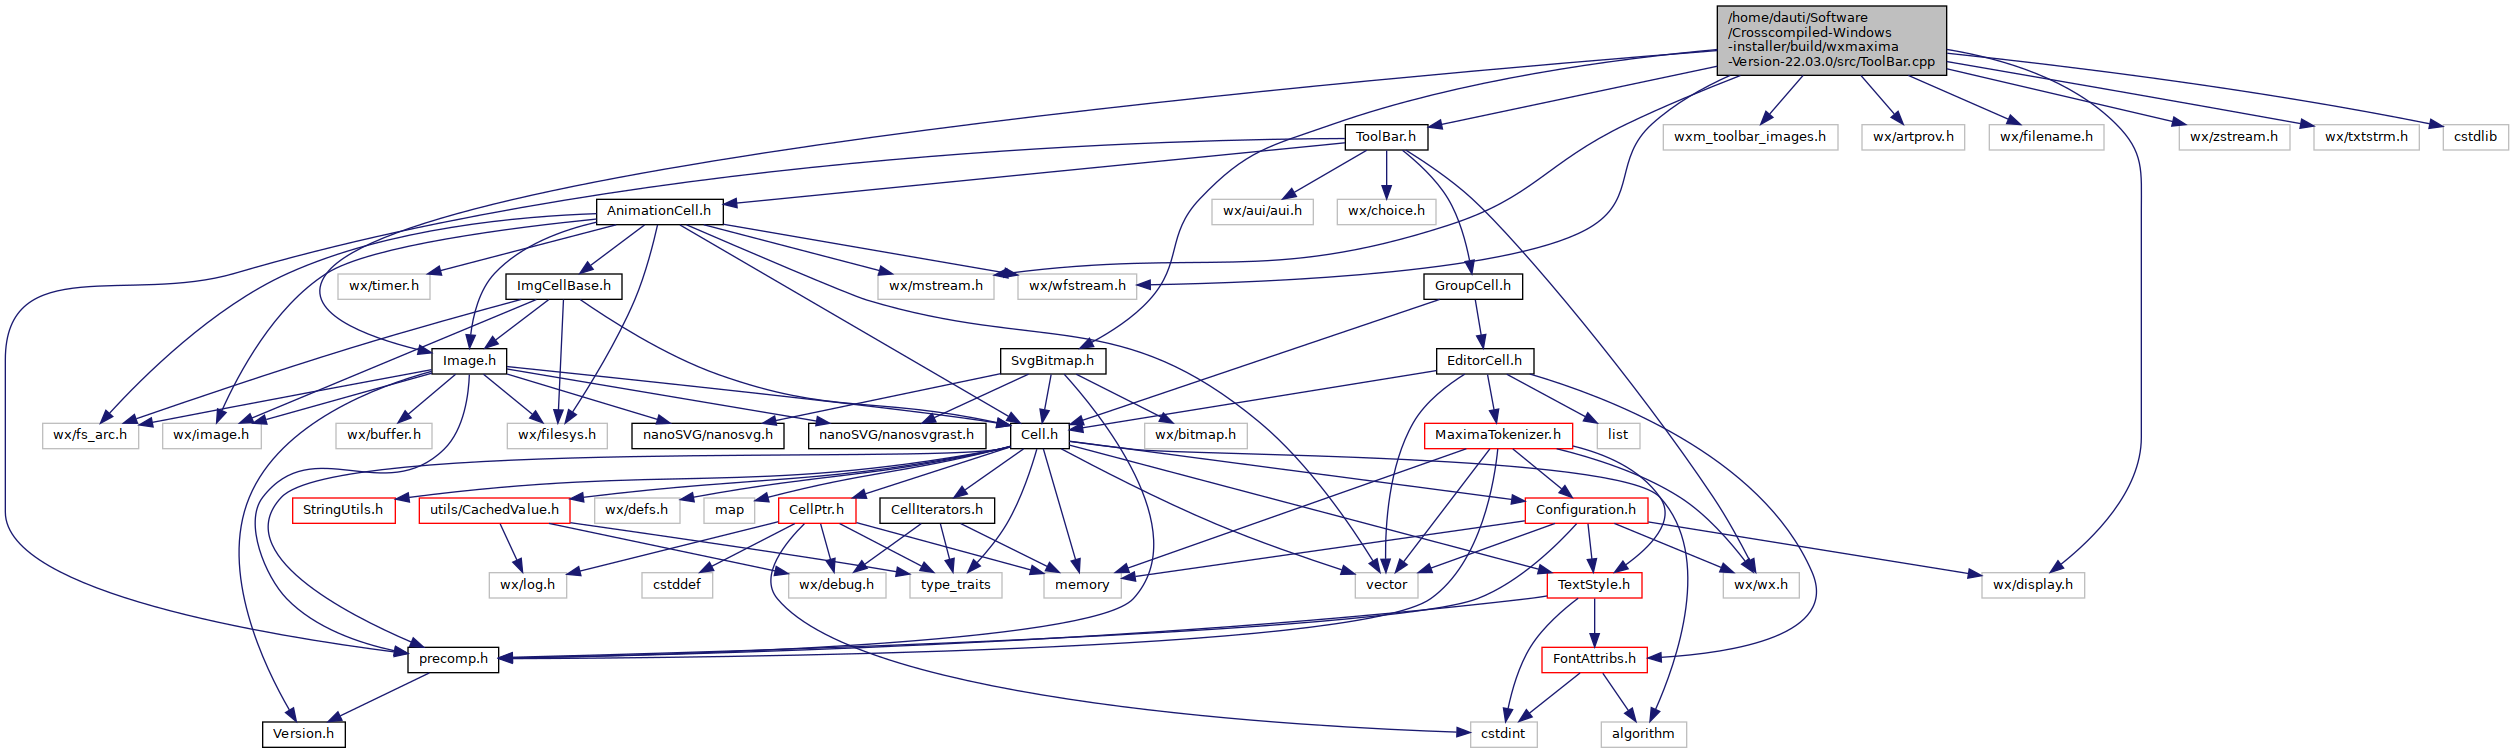 /home/dauti/Software
/Crosscompiled-Windows
-installer/build/wxmaxima
-Version-22.03.0/src/ToolBar.cpp
ToolBar.h
wxm_toolbar_images.h
wx/artprov.h
wx/filename.h
wx/zstream.h
wx/txtstrm.h
cstdlib
AnimationCell.h
wx/aui/aui.h
wx/choice.h
wx/timer.h
ImgCellBase.h
wx/mstream.h
wx/wfstream.h
GroupCell.h
Image.h
SvgBitmap.h
EditorCell.h
wx/fs_arc.h
wx/image.h
wx/buffer.h
wx/filesys.h
nanoSVG/nanosvg.h
nanoSVG/nanosvgrast.h
Cell.h
wx/bitmap.h
MaximaTokenizer.h
list
StringUtils.h
utils/CachedValue.h
wx/defs.h
map
CellPtr.h
CellIterators.h
Configuration.h
wx/log.h
cstddef
wx/debug.h
type_traits
memory
vector
TextStyle.h
wx/wx.h
wx/display.h
precomp.h
FontAttribs.h
Version.h
cstdint
algorithm